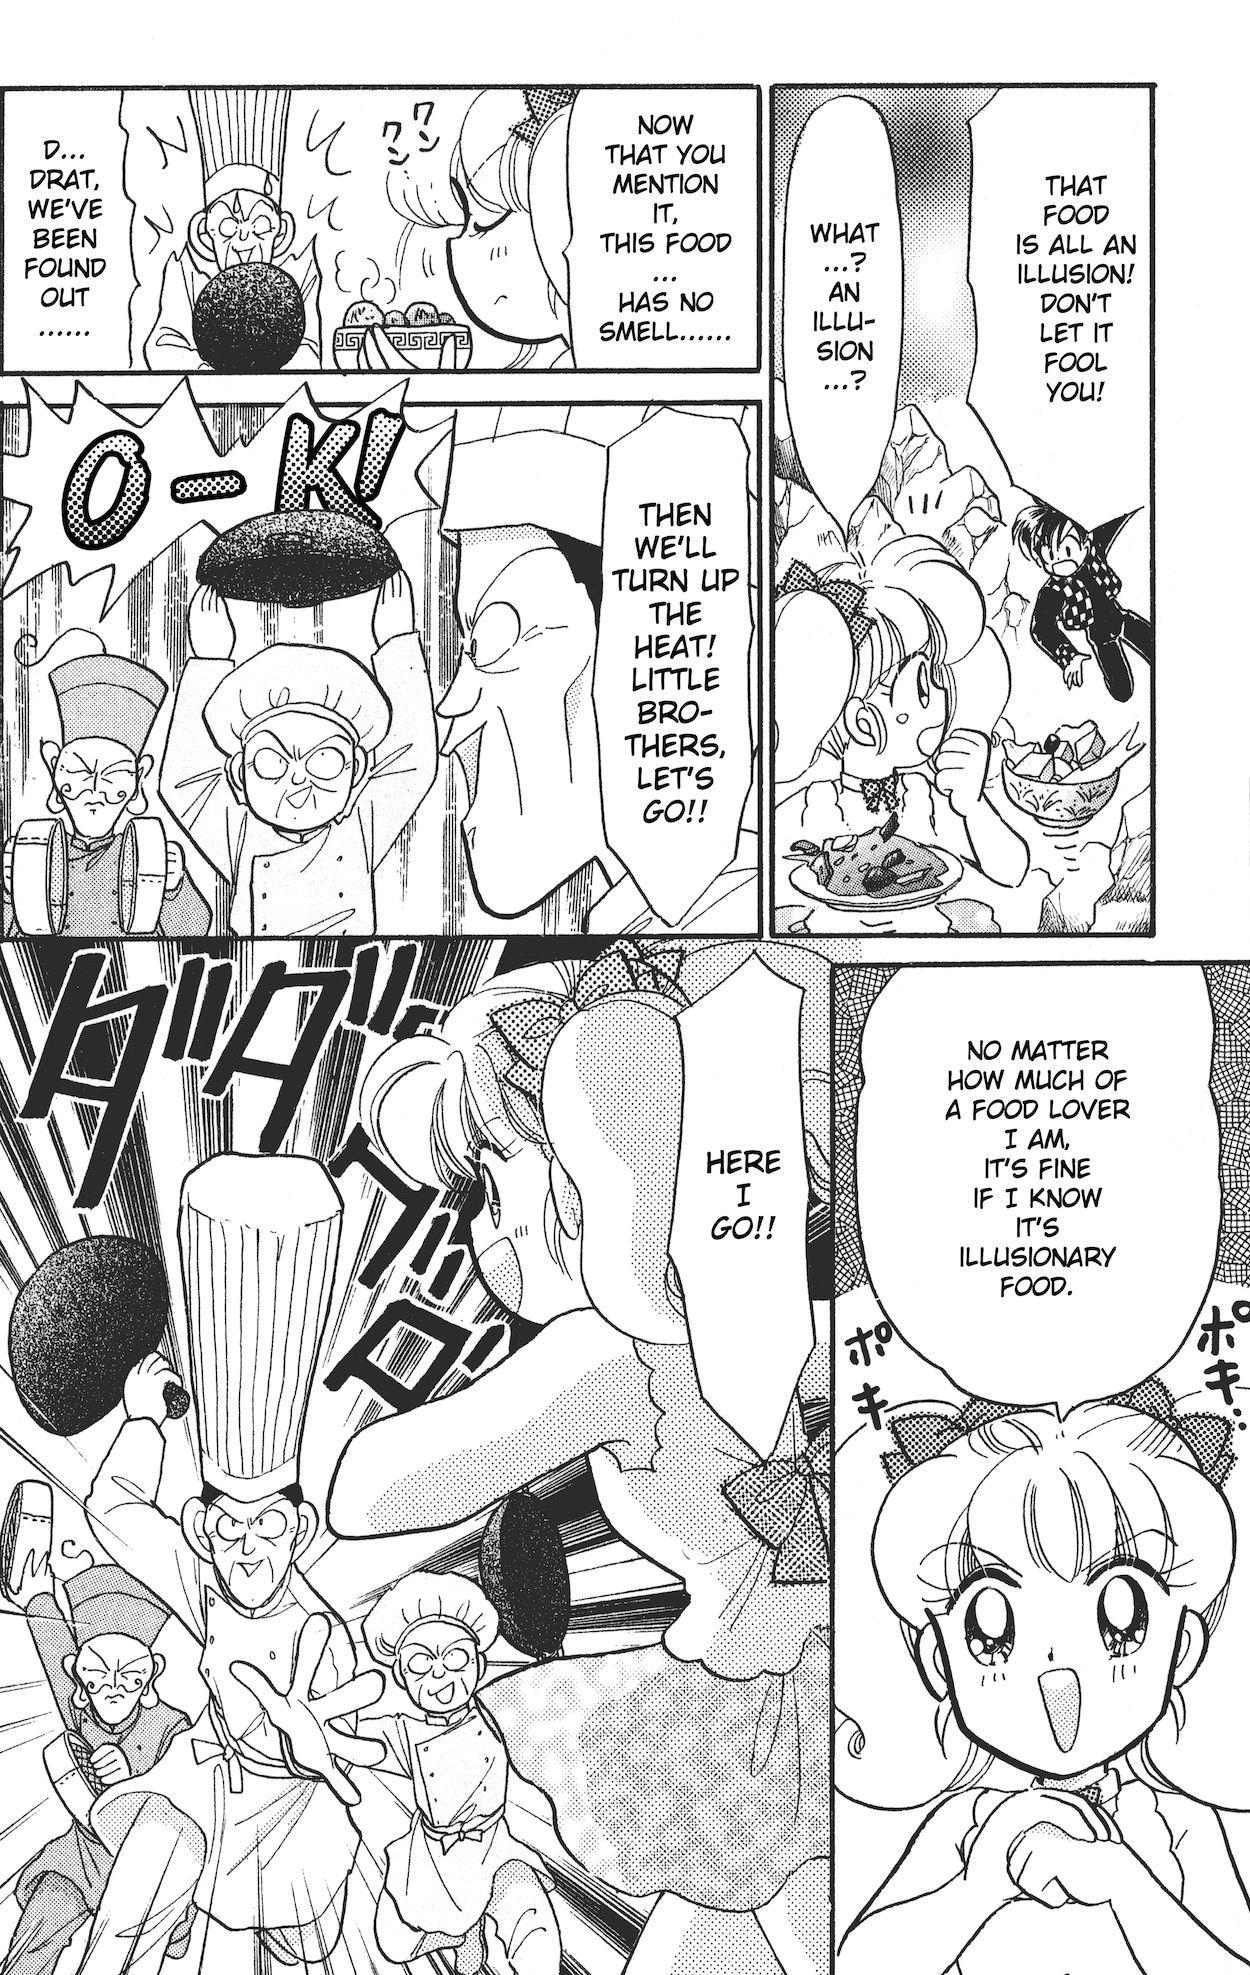 THAT
FOOD
IS ALL AN
ILLUSION!
DON'T
LET IT
FOOL
YOU!
WHAT
...?
AN
ILLU-
SION
...?
NOW
THAT YOU
MENTION
IT,
THIS FOOD
...
HAS NO
SMELL......
クン
クン
D...
DRAT,
WE'VE
BEEN
FOUND
OUT
......
THEN
WE'LL
TURN UP
THE
HEAT!
LITTLE
BRO-
THERS,
LET'S
GO!!
O-K!
NO MATTER
HOW MUCH OF
A FOOD LOVER
I AM,
IT'S FINE
IF I KNOW
IT'S
ILLUSIONARY
FOOD.
ポキ.
ポキ
HERE
I
GO!!
ダダダダ